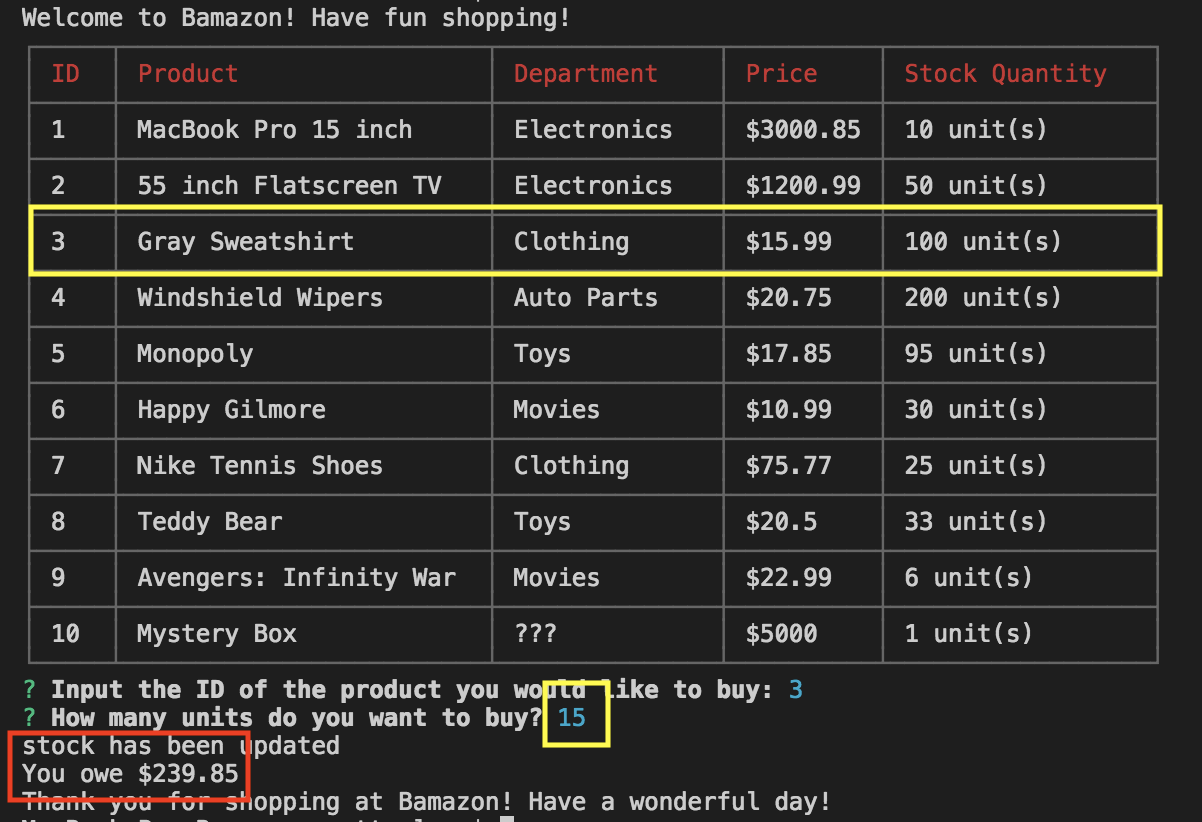 Welcome to Bamazon! Have fun shopping!
ID Product Department Price Stock Quantity
1 MacBook Pro 15 inch Electronics $3000.85 10 unit(s)
2 55 inch Flatscreen TV Electronics $1200.99 50 unit(s)
3 Gray Sweatshirt Clothing $15.99 100 unit(s)
4 Windshield Wipers Auto Parts $20.75 200 unit(s)
5 Monopoly Toys $17.85 95 unit(s)
6 Happy Gilmore Movies $10.99 30 unit(s)
7 Nike Tennis Shoes Clothing $75.77 25 unit(s)
8 Teddy Bear Toys $20.5 33 unit(s)
9 Avengers: Infinity War Movies $22.99 6 unit(s)
10 Mystery Box ??? $5000 1 unit(s)
? Input the ID of the product you would like to buy: 3
? How many units do you want to buy? 15
stock has been updated
You owe $239.85
Thank you for shopping at Bamazon! Have a wonderful day!